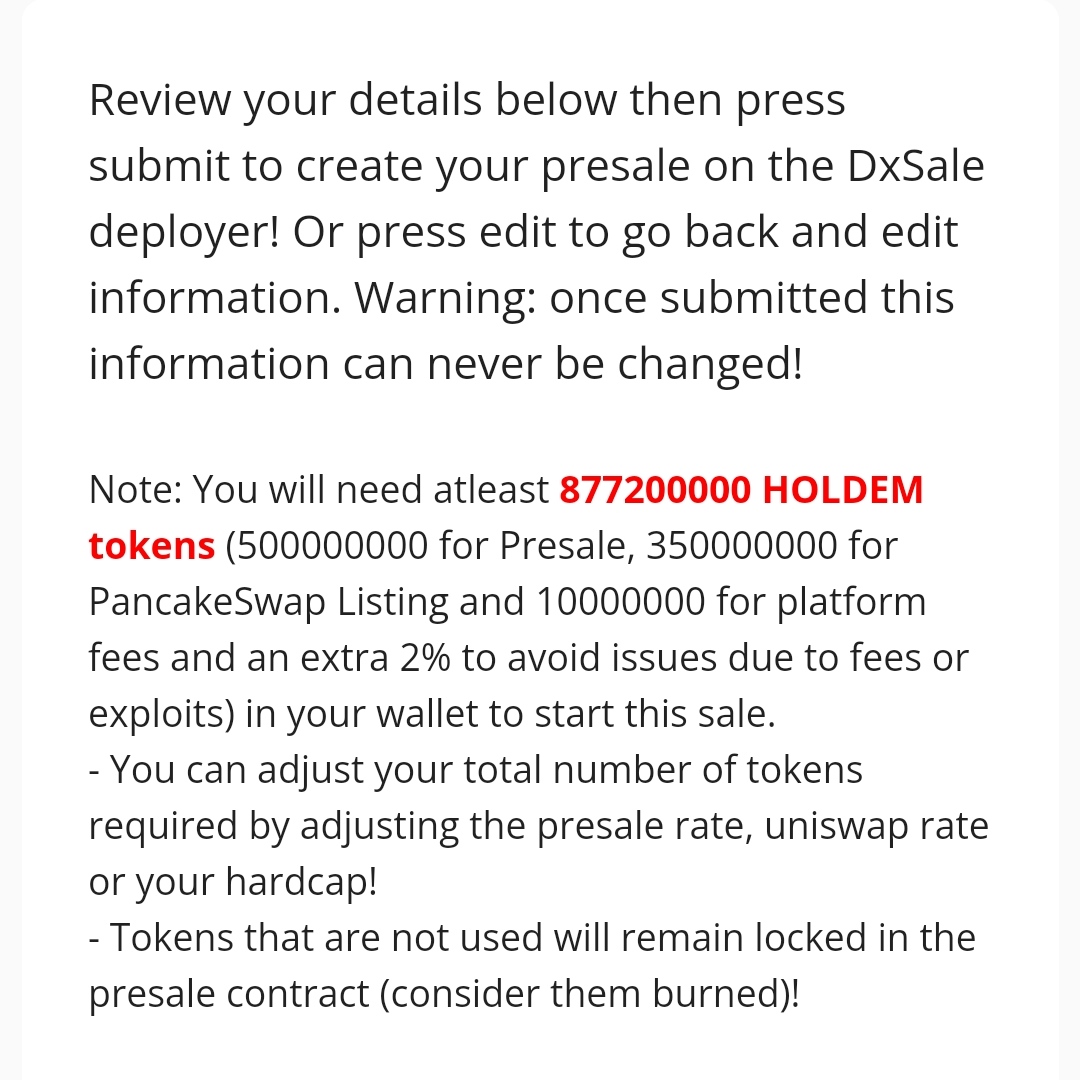 Review your details below then press
submit to create your presale on the DxSale
deployer! Or press edit to go back and edit
information. Warning: once submitted this
information can never be changed!
Note: You will need atleast 877200000 HOLDEM
tokens (500000000 for Presale, 350000000 for
PancakeSwap Listing and 10000000 for platform
fees and an extra 2% to avoid issues due to fees or
exploits) in your wallet to start this sale.
- You can adjust your total number of tokens
required by adjusting the presale rate, uniswap rate
or your hardcap!
- Tokens that are not used will remain locked in the
presale contract (consider them burned)!